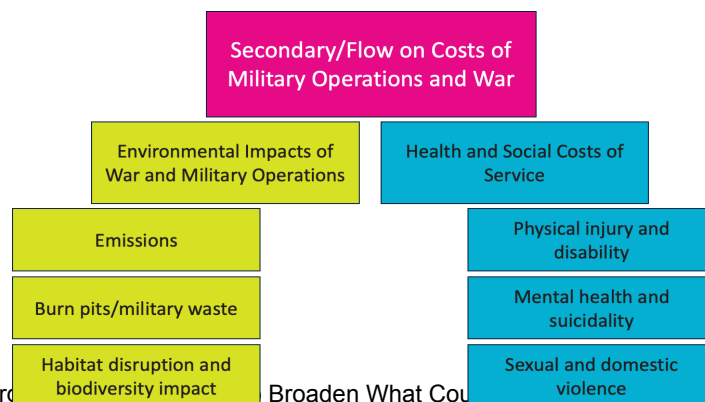 Secondary/Flow on Costs of
Military Operations and War
Environmental Impacts of
War and Military Operations
Health and Social Costs of
Service
Emissions
Physical injury and
disability
Burn pits/military waste
Mental health and
suicidality
Habitat disruption and
biodiversity impact
Sexual and domestic
violence
Broaden What